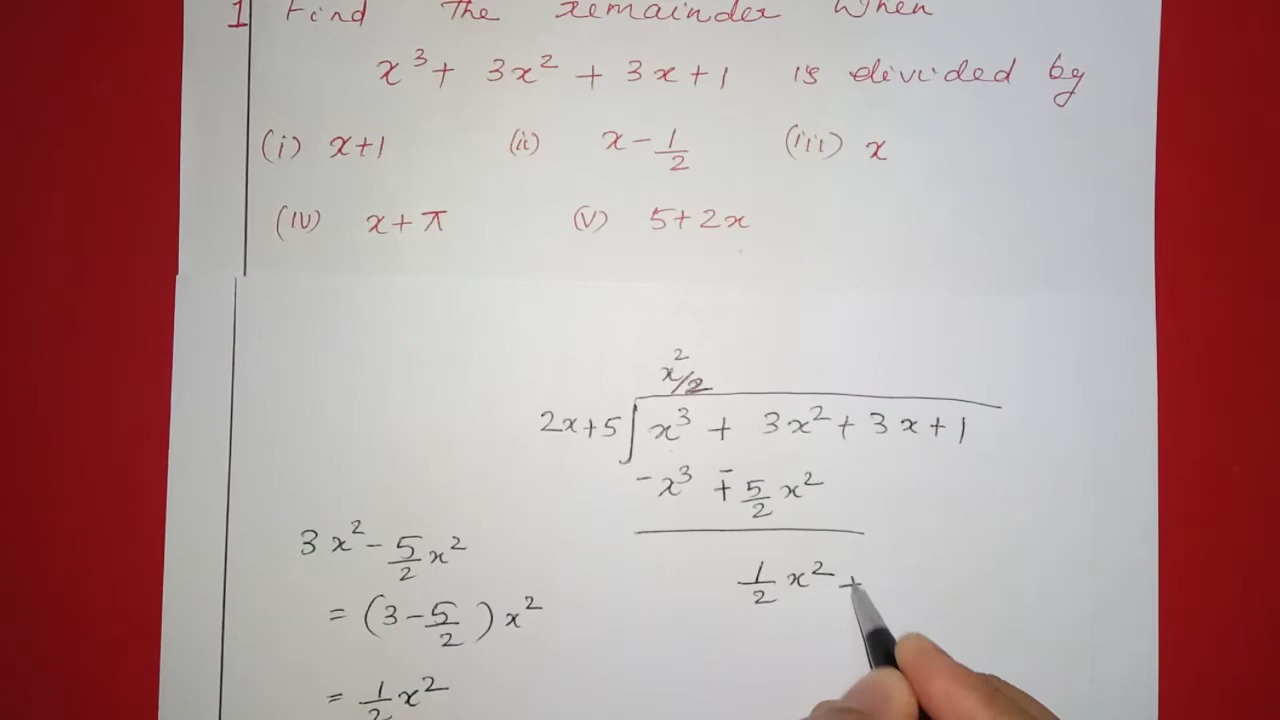 1 Find the remainder when
x³ + 3x² + 3x + 1 is divided by
(i) x+1 (ii) x - 1/2 (iii) x
(iv) x + π (v) 5 + 2x
x²/2
2x+5 x³ + 3x² + 3x + 1
- x³ ∓ 5/2 x²
3x² - 5/2 x² 1/2 x² +
= (3 - 5/2) x²
= 1/2 x²